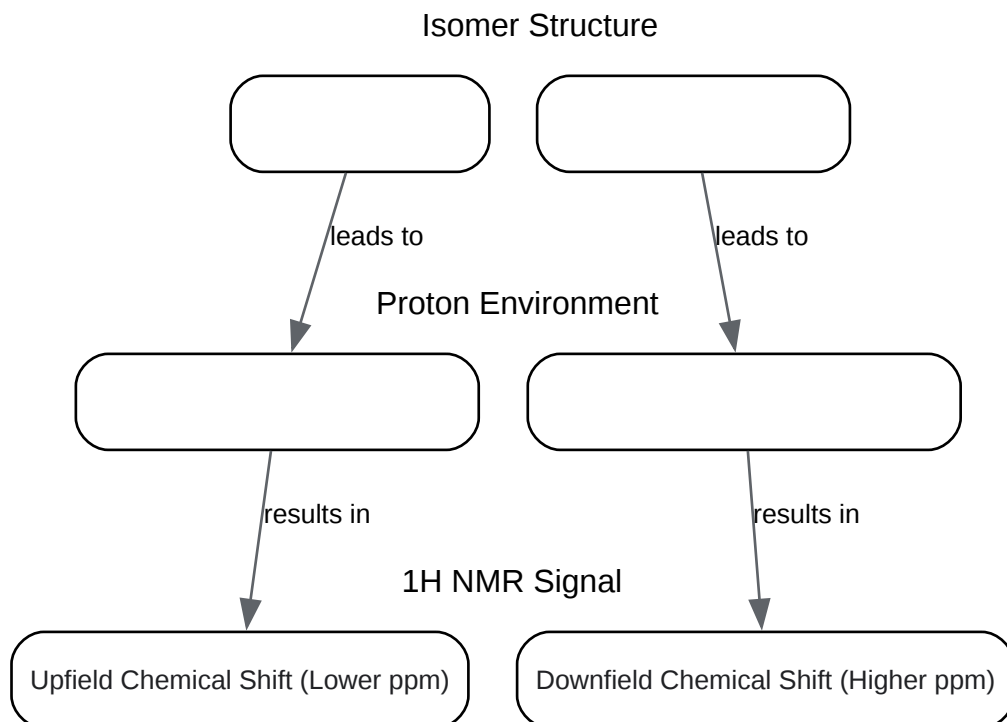 Isomer Structure
leads to
leads to
Proton Environment
results in
results in
1H NMR Signal
Upfield Chemical Shift (Lower ppm)
Downfield Chemical Shift (Higher ppm)